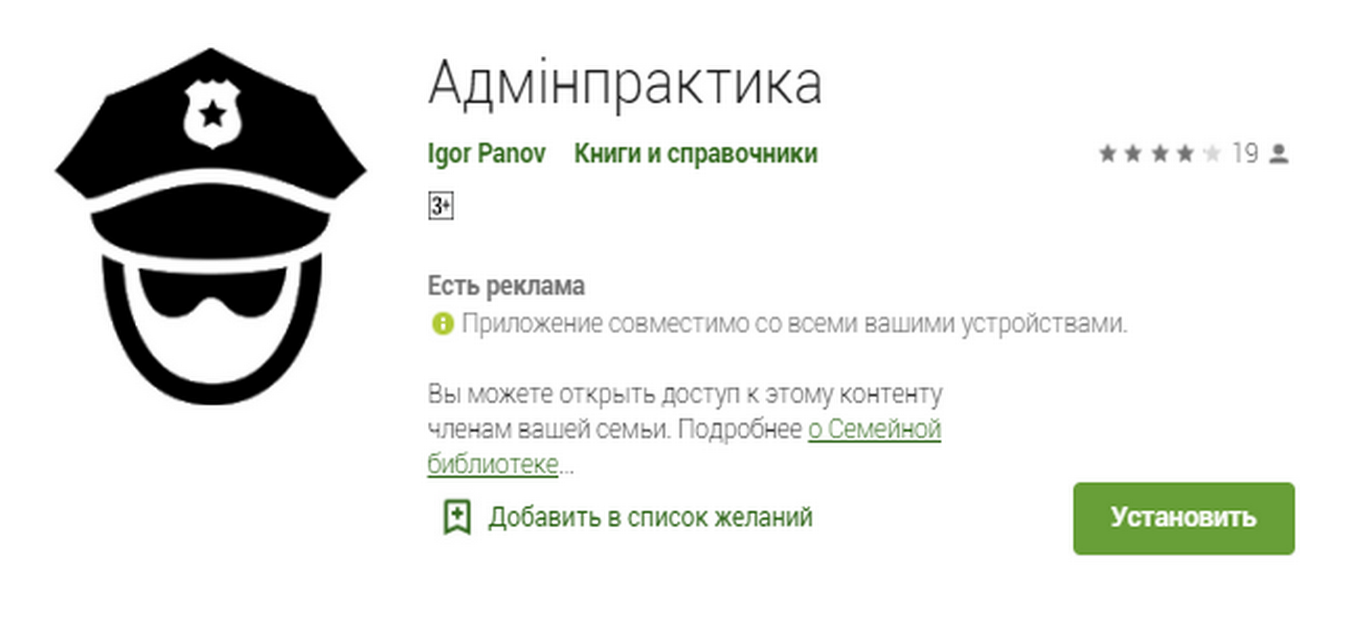 Адмінпрактика
Igor Panov Книги и справочники 19
3+
Есть реклама
Приложение совместимо со всеми вашими устройствами.
Вы можете открыть доступ к этому контенту
членам вашей семьи. Подробнее о Семейной
библиотеке...
Добавить в список желаний
Установить